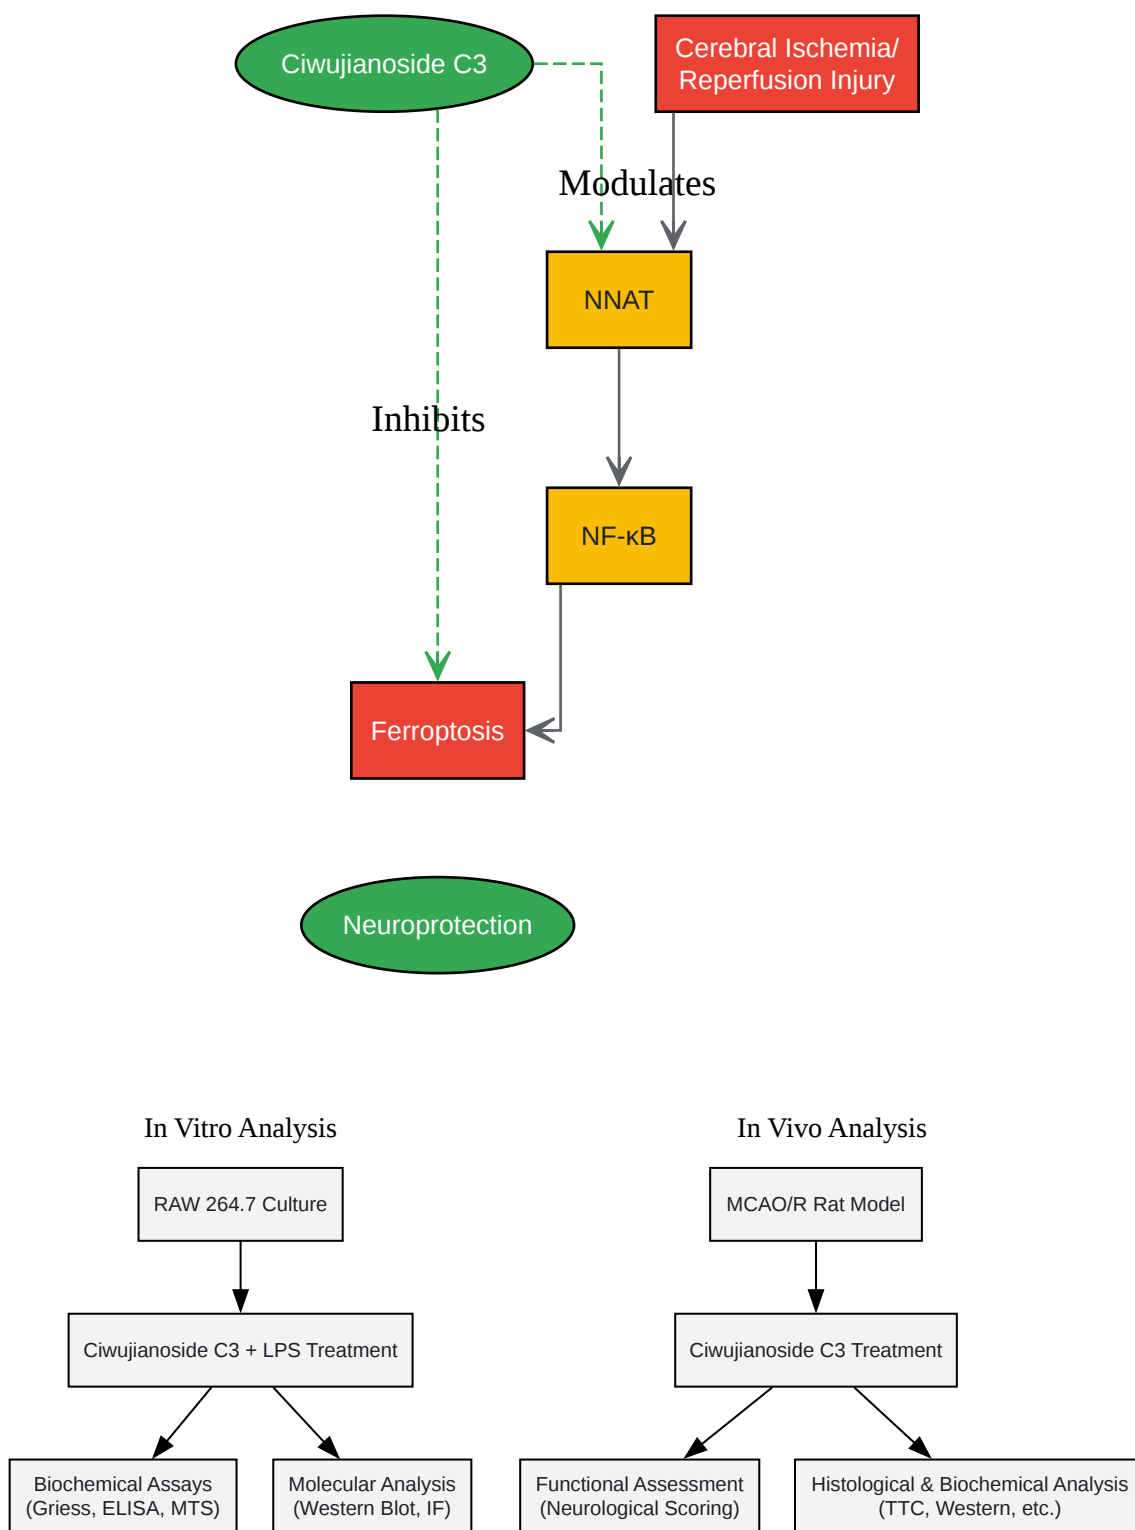 Ciwujianoside C3
Cerebral Ischemia/
Reperfusion Injury
Modulates
NNAT
Inhibits
NF-κB
Ferroptosis
Neuroprotection
In Vitro Analysis
RAW 264.7 Culture
Ciwujianoside C3 + LPS Treatment
Biochemical Assays
(Griess, ELISA, MTS)
Molecular Analysis
(Western Blot, IF)
In Vivo Analysis
MCAO/R Rat Model
Ciwujianoside C3 Treatment
Functional Assessment
(Neurological Scoring)
Histological & Biochemical Analysis
(TTC, Western, etc.)